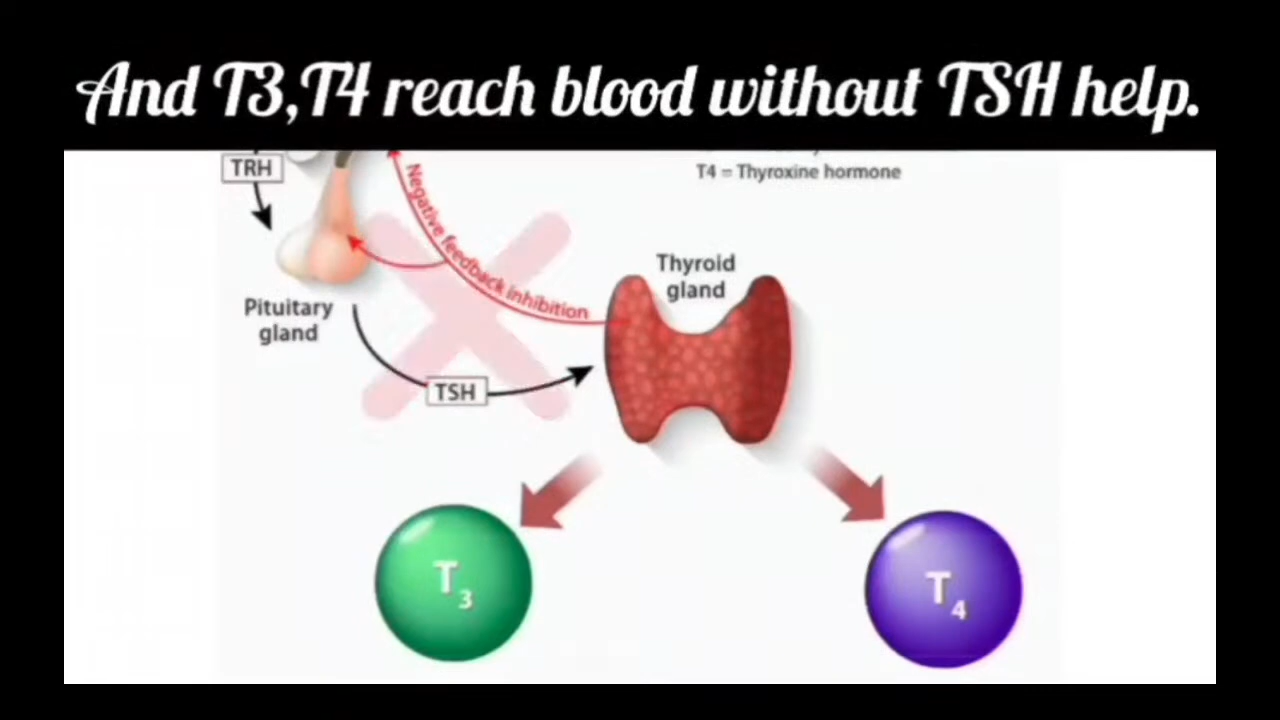 And T3,T4 reach blood without TSH help.
TRH
T4 = Thyroxine hormone
Negative feedback inhibition
Thyroid
gland
Pituitary
gland
TSH
T3
T4